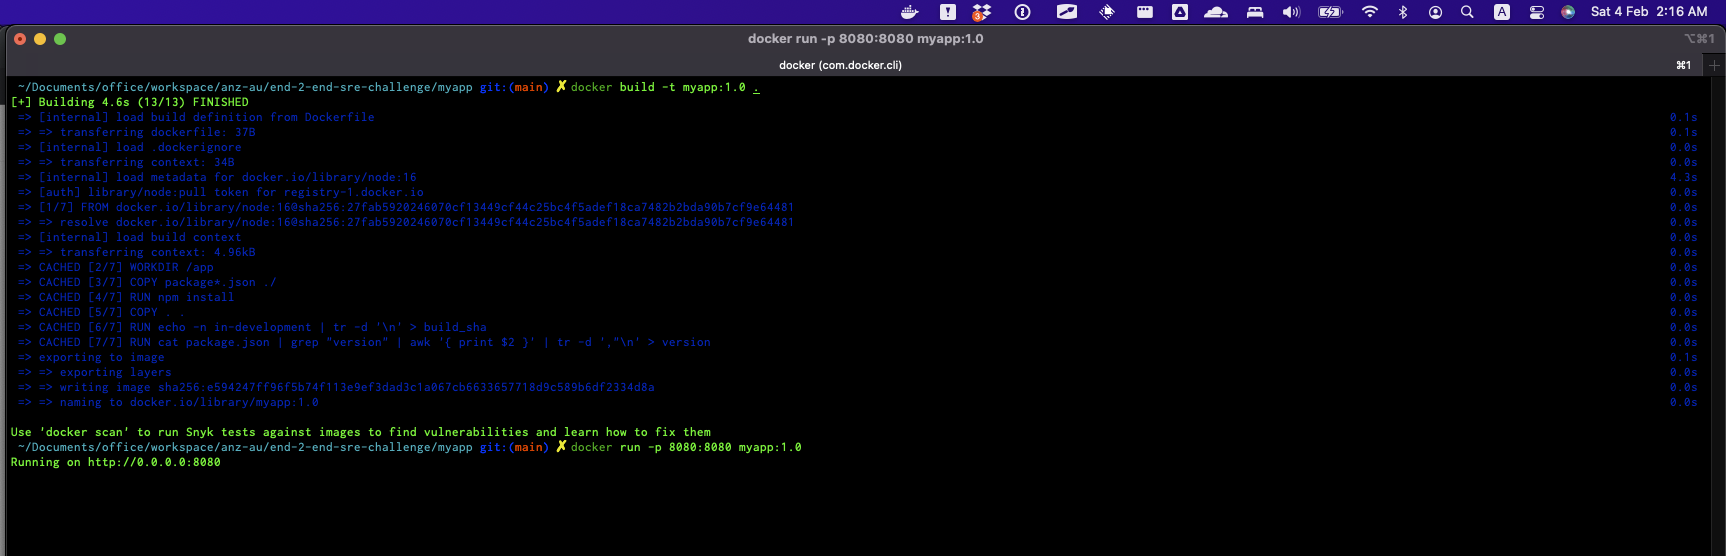 3
A
Sat 4 Feb 2:16 AM
docker run -p 8080:8080 myapp:1.0
⌥⌘1
docker (com.docker.cli)
⌘1
~/Documents/office/workspace/anz-au/end-2-end-sre-challenge/myapp git:(main) ✗ docker build -t myapp:1.0 .
[+] Building 4.6s (13/13) FINISHED
=> [internal] load build definition from Dockerfile 0.1s
=> => transferring dockerfile: 37B 0.1s
=> [internal] load .dockerignore 0.0s
=> => transferring context: 34B 0.0s
=> [internal] load metadata for docker.io/library/node:16 4.3s
=> [auth] library/node:pull token for registry-1.docker.io 0.0s
=> [1/7] FROM docker.io/library/node:16@sha256:27fab5920246070cf13449cf44c25bc4f5adef18ca7482b2bda90b7cf9e64481 0.0s
=> => resolve docker.io/library/node:16@sha256:27fab5920246070cf13449cf44c25bc4f5adef18ca7482b2bda90b7cf9e64481 0.0s
=> [internal] load build context 0.0s
=> => transferring context: 4.96kB 0.0s
=> CACHED [2/7] WORKDIR /app 0.0s
=> CACHED [3/7] COPY package*.json ./ 0.0s
=> CACHED [4/7] RUN npm install 0.0s
=> CACHED [5/7] COPY . . 0.0s
=> CACHED [6/7] RUN echo -n in-development | tr -d '\n' > build_sha 0.0s
=> CACHED [7/7] RUN cat package.json | grep "version" | awk '{ print $2 }' | tr -d ',"\n' > version 0.0s
=> exporting to image 0.1s
=> => exporting layers 0.0s
=> => writing image sha256:e594247ff96f5b74f113e9ef3dad3c1a067cb6633657718d9c589b6df2334d8a 0.0s
=> => naming to docker.io/library/myapp:1.0 0.0s
Use 'docker scan' to run Snyk tests against images to find vulnerabilities and learn how to fix them
~/Documents/office/workspace/anz-au/end-2-end-sre-challenge/myapp git:(main) ✗ docker run -p 8080:8080 myapp:1.0
Running on http://0.0.0.0:8080